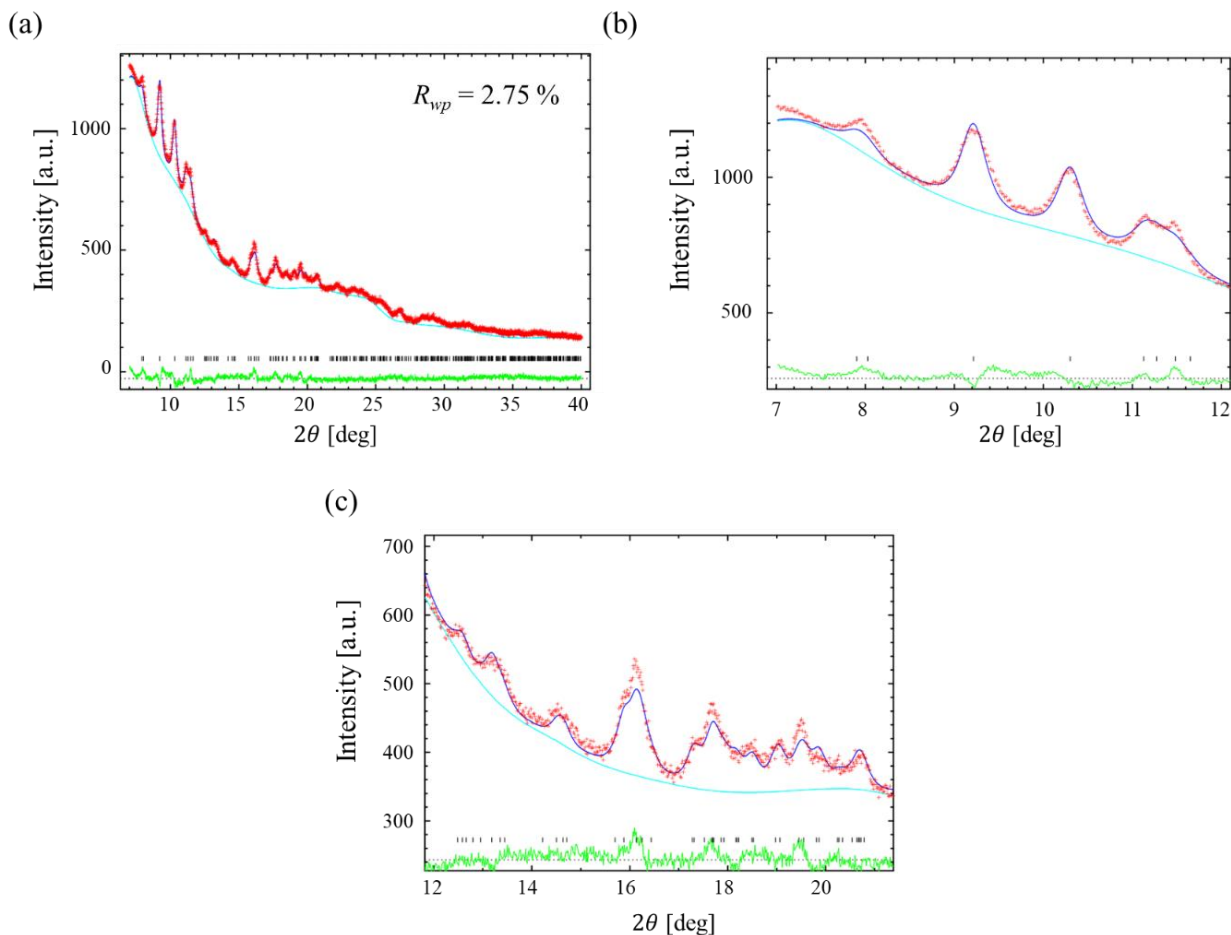 (a)
R_wp = 2.75 %
Intensity [a.u.]
1000
500
0
10 15 20 25 30 35 40
2θ [deg]
(b)
Intensity [a.u.]
1000
500
7 8 9 10 11 12
2θ [deg]
(c)
Intensity [a.u.]
700
600
500
400
300
12 14 16 18 20
2θ [deg]